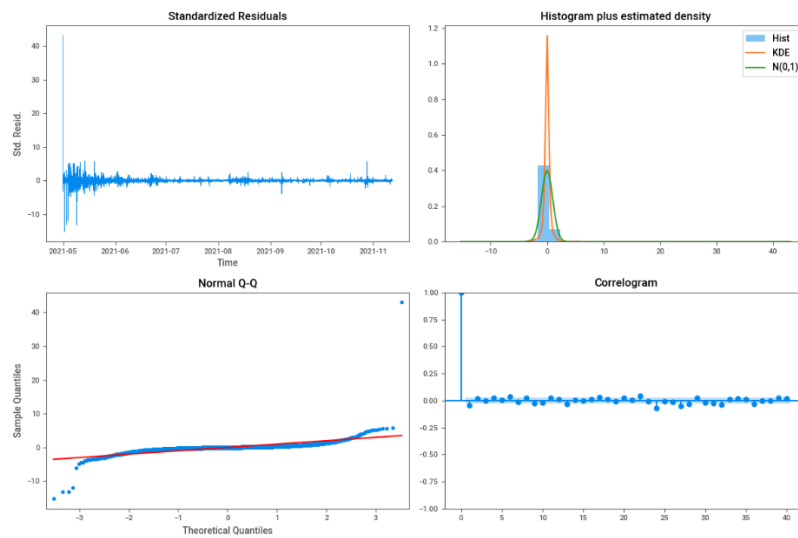 Standardized Residuals
40
30
20
10
0
−10
Std. Resid.
2021-05 2021-06 2021-07 2021-08 2021-09 2021-10 2021-11
Time
Histogram plus estimated density
1.2
1.0
0.8
0.6
0.4
0.2
0.0
Hist
KDE
N(0,1)
−10 0 10 20 30 40
Normal Q-Q
40
30
20
10
0
−10
Sample Quantiles
−3 −2 −1 0 1 2 3
Theoretical Quantiles
Correlogram
1.00
0.75
0.50
0.25
0.00
−0.25
−0.50
−0.75
−1.00
0 5 10 15 20 25 30 35 40